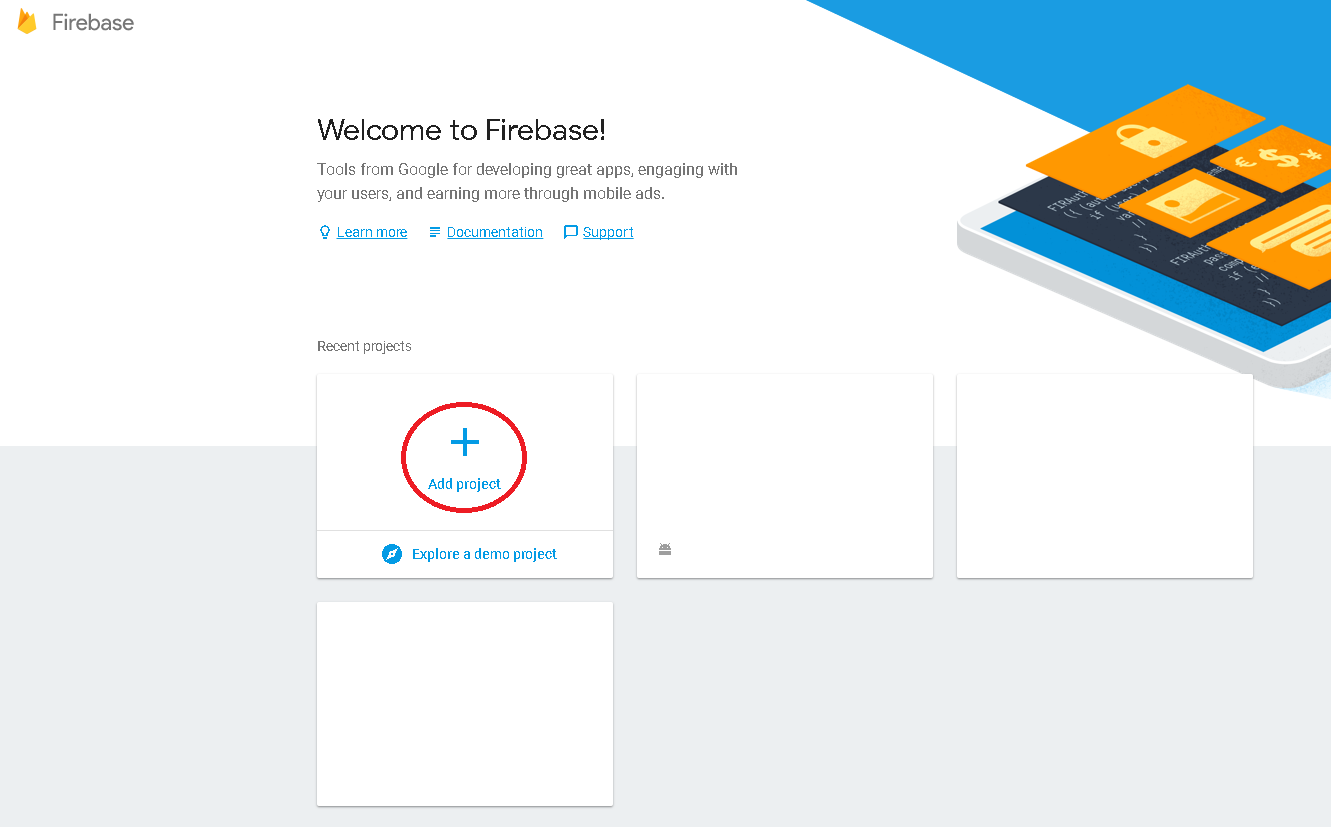 Firebase
Welcome to Firebase!
Tools from Google for developing great apps, engaging with
your users, and earning more through mobile ads.
Learn more Documentation Support
Recent projects
Add project
Explore a demo project